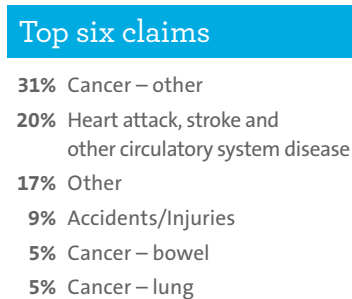 Top six claims
31% Cancer – other
20% Heart attack, stroke and
other circulatory system disease
17% Other
9% Accidents/Injuries
5% Cancer – bowel
5% Cancer – lung